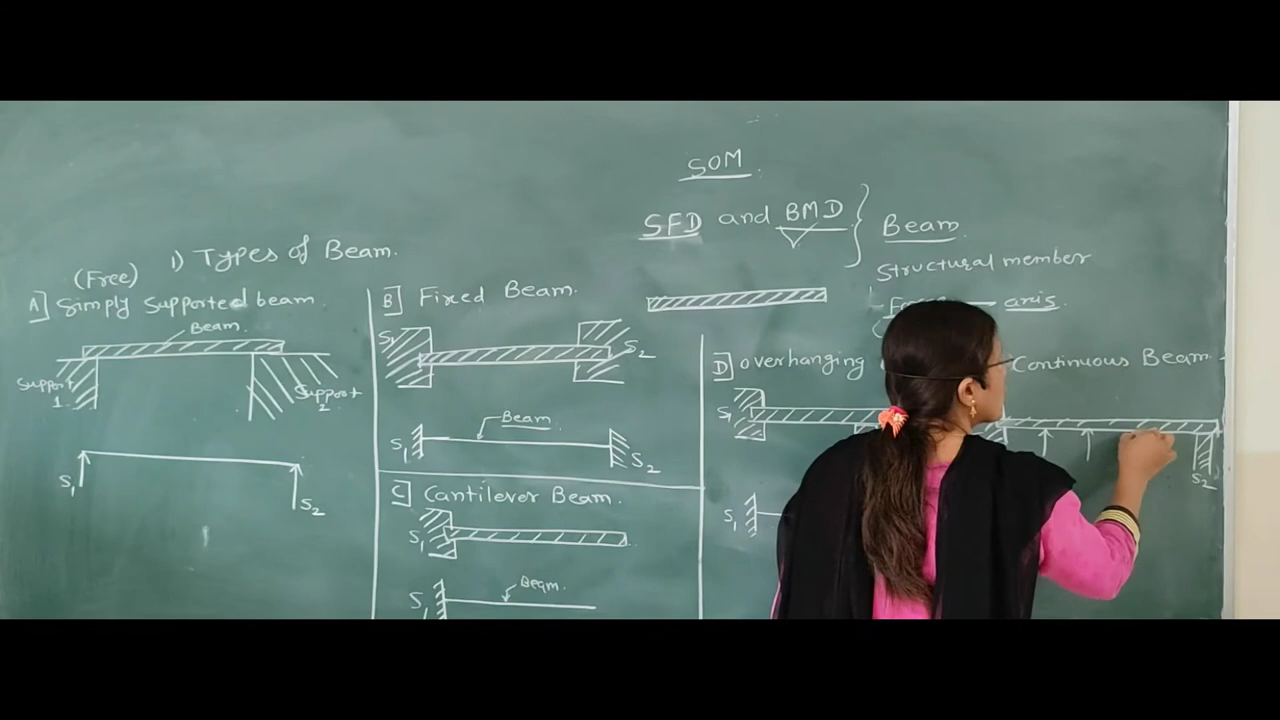 SOM
SFD and BMD
Beam
Structural member
axis
1) Types of Beam.
(Free)
A] Simply Supported beam
Beam
Support
1.
Support
2
S1
S2
B] Fixed Beam.
S1
S2
Beam
S1
S2
C] Cantilever Beam.
S1
Beam.
S1
D] overhanging
S1
S1
Continuous Beam
S2